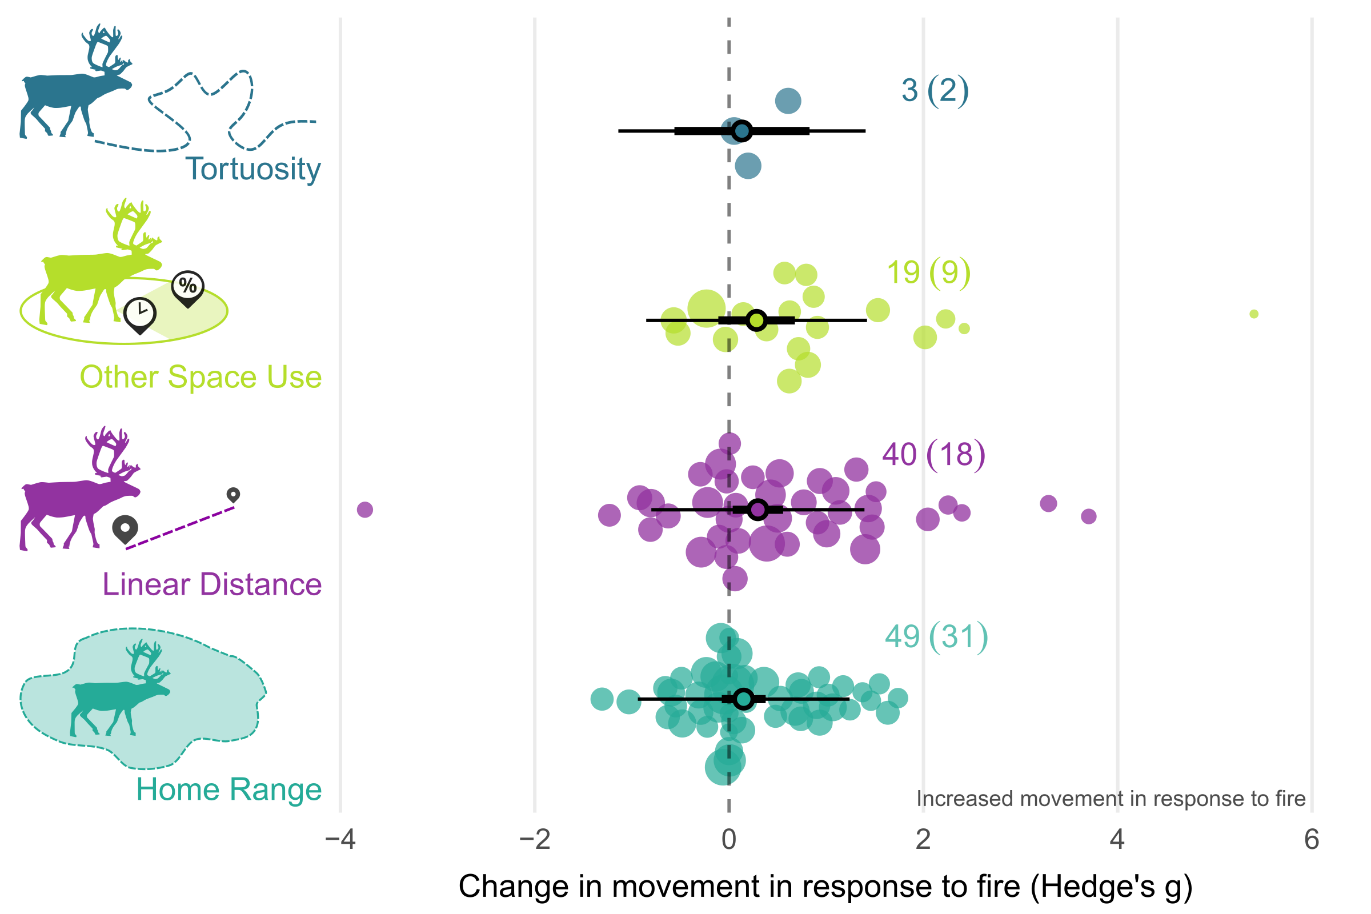 3 (2)
Tortuosity
19 (9)
%
Other Space Use
40 (18)
Linear Distance
49 (31)
Home Range
Increased movement in response to fire
−4 −2 0 2 4 6
Change in movement in response to fire (Hedge's g)